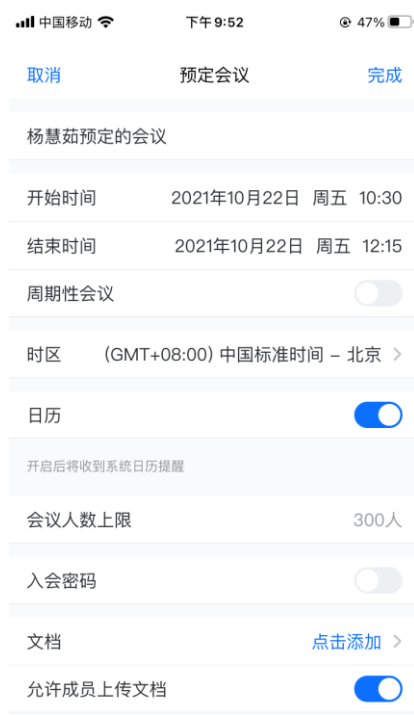 中国移动 下午9:52 47%
取消 预定会议 完成
杨慧茹预定的会议
开始时间 2021年10月22日 周五 10:30
结束时间 2021年10月22日 周五 12:15
周期性会议
时区 (GMT+08:00) 中国标准时间 - 北京 >
日历
开启后将收到系统日历提醒
会议人数上限 300人
入会密码
文档 点击添加 >
允许成员上传文档